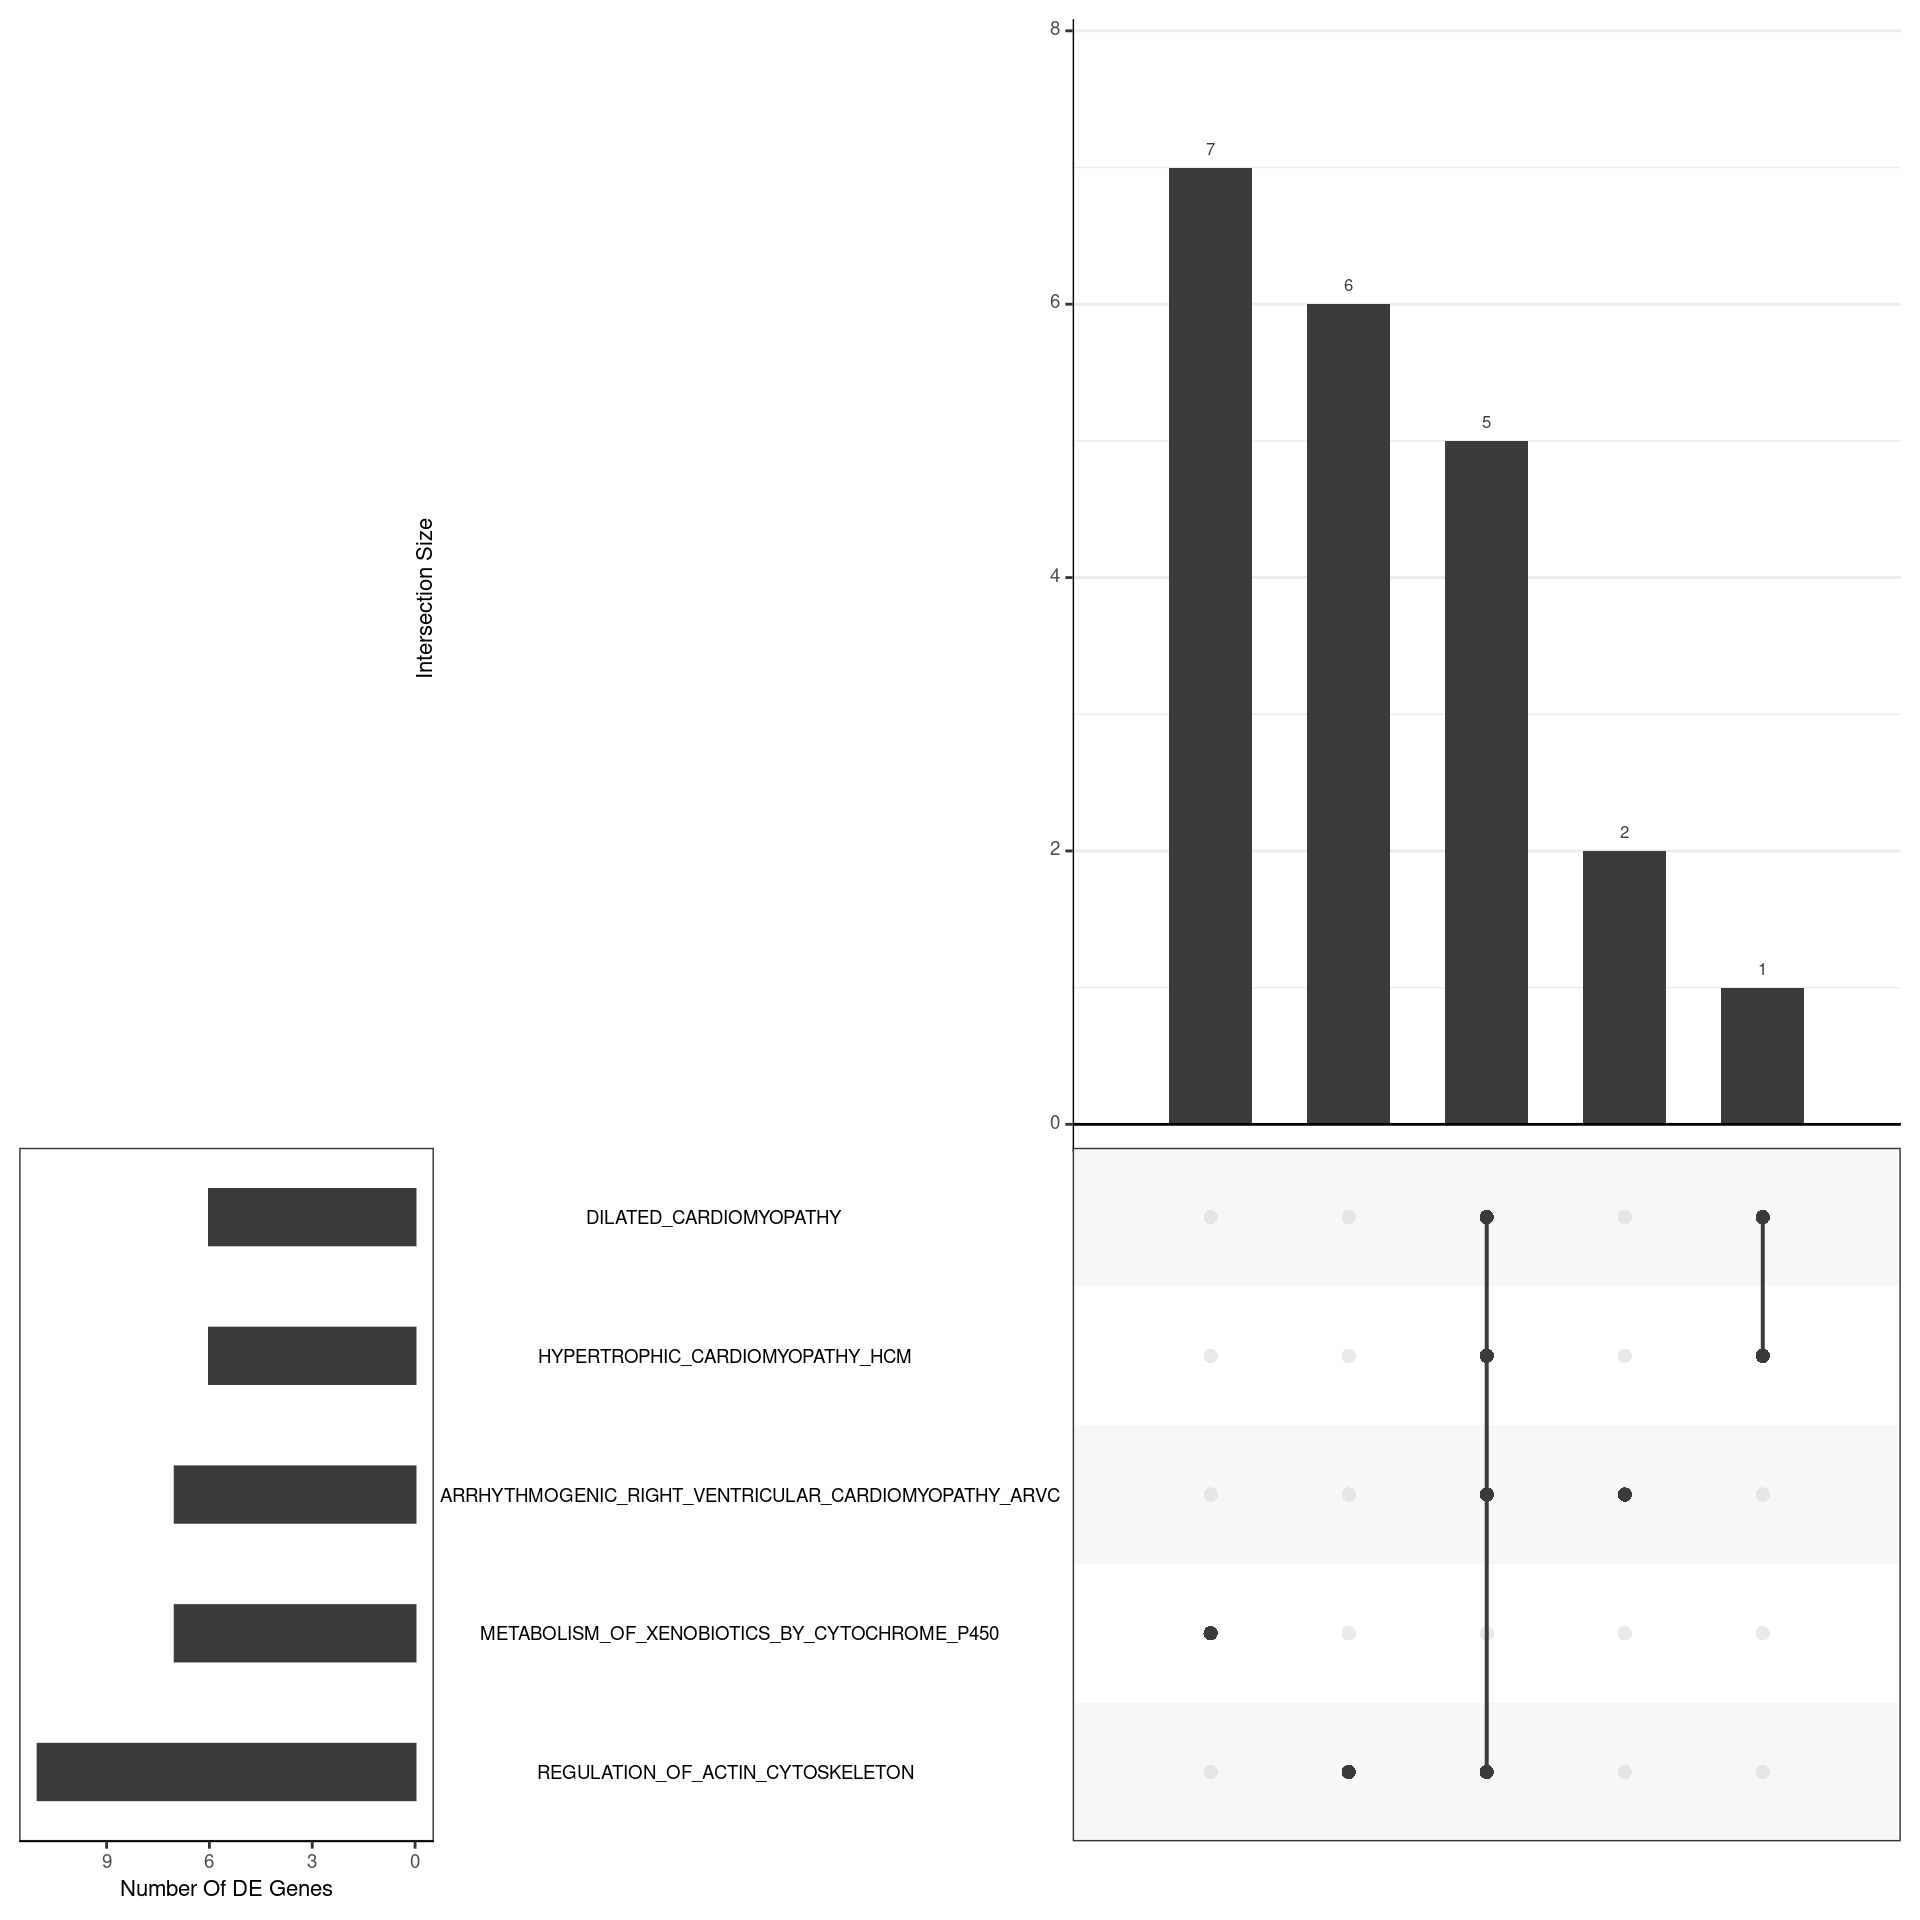 8
7
6
6
5
Intersection Size
4
2
2
1
0
DILATED_CARDIOMYOPATHY
HYPERTROPHIC_CARDIOMYOPATHY_HCM
ARRHYTHMOGENIC_RIGHT_VENTRICULAR_CARDIOMYOPATHY_ARVC
METABOLISM_OF_XENOBIOTICS_BY_CYTOCHROME_P450
REGULATION_OF_ACTIN_CYTOSKELETON
9 6 3 0
Number Of DE Genes